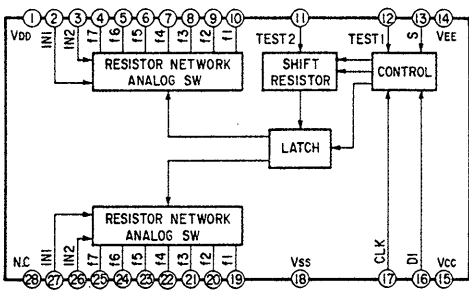 1 2 3 4 5 6 7 8 9 10 11 12 13 14
VDD IN1 IN2 f7 f6 f5 f4 f3 f2 f1 TEST2 TEST1 S VEE
RESISTOR NETWORK
ANALOG SW
SHIFT
RESISTOR
CONTROL
LATCH
RESISTOR NETWORK
ANALOG SW
N.C IN1 IN2 f7 f6 f5 f4 f3 f2 f1 VSS CLK DI VCC
28 27 26 25 24 23 22 21 20 19 18 17 16 15